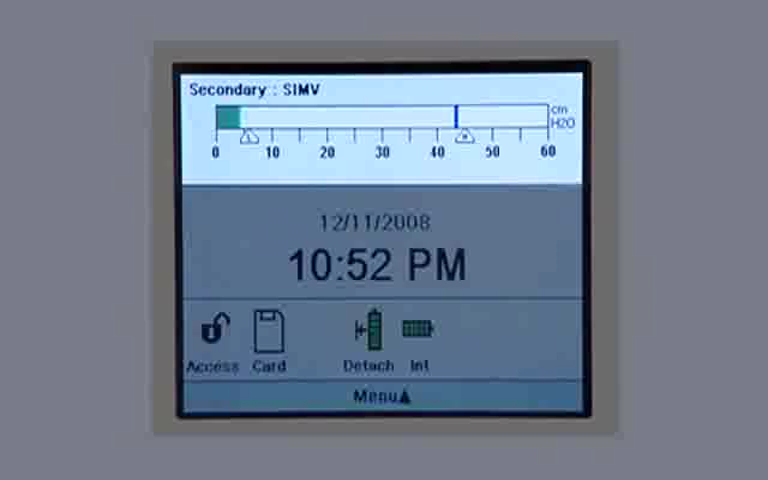 Secondary : SIMV
cm
H2O
0 10 20 30 40 50 60
12/11/2008
10:52 PM
Access Card Detach Int
Menu